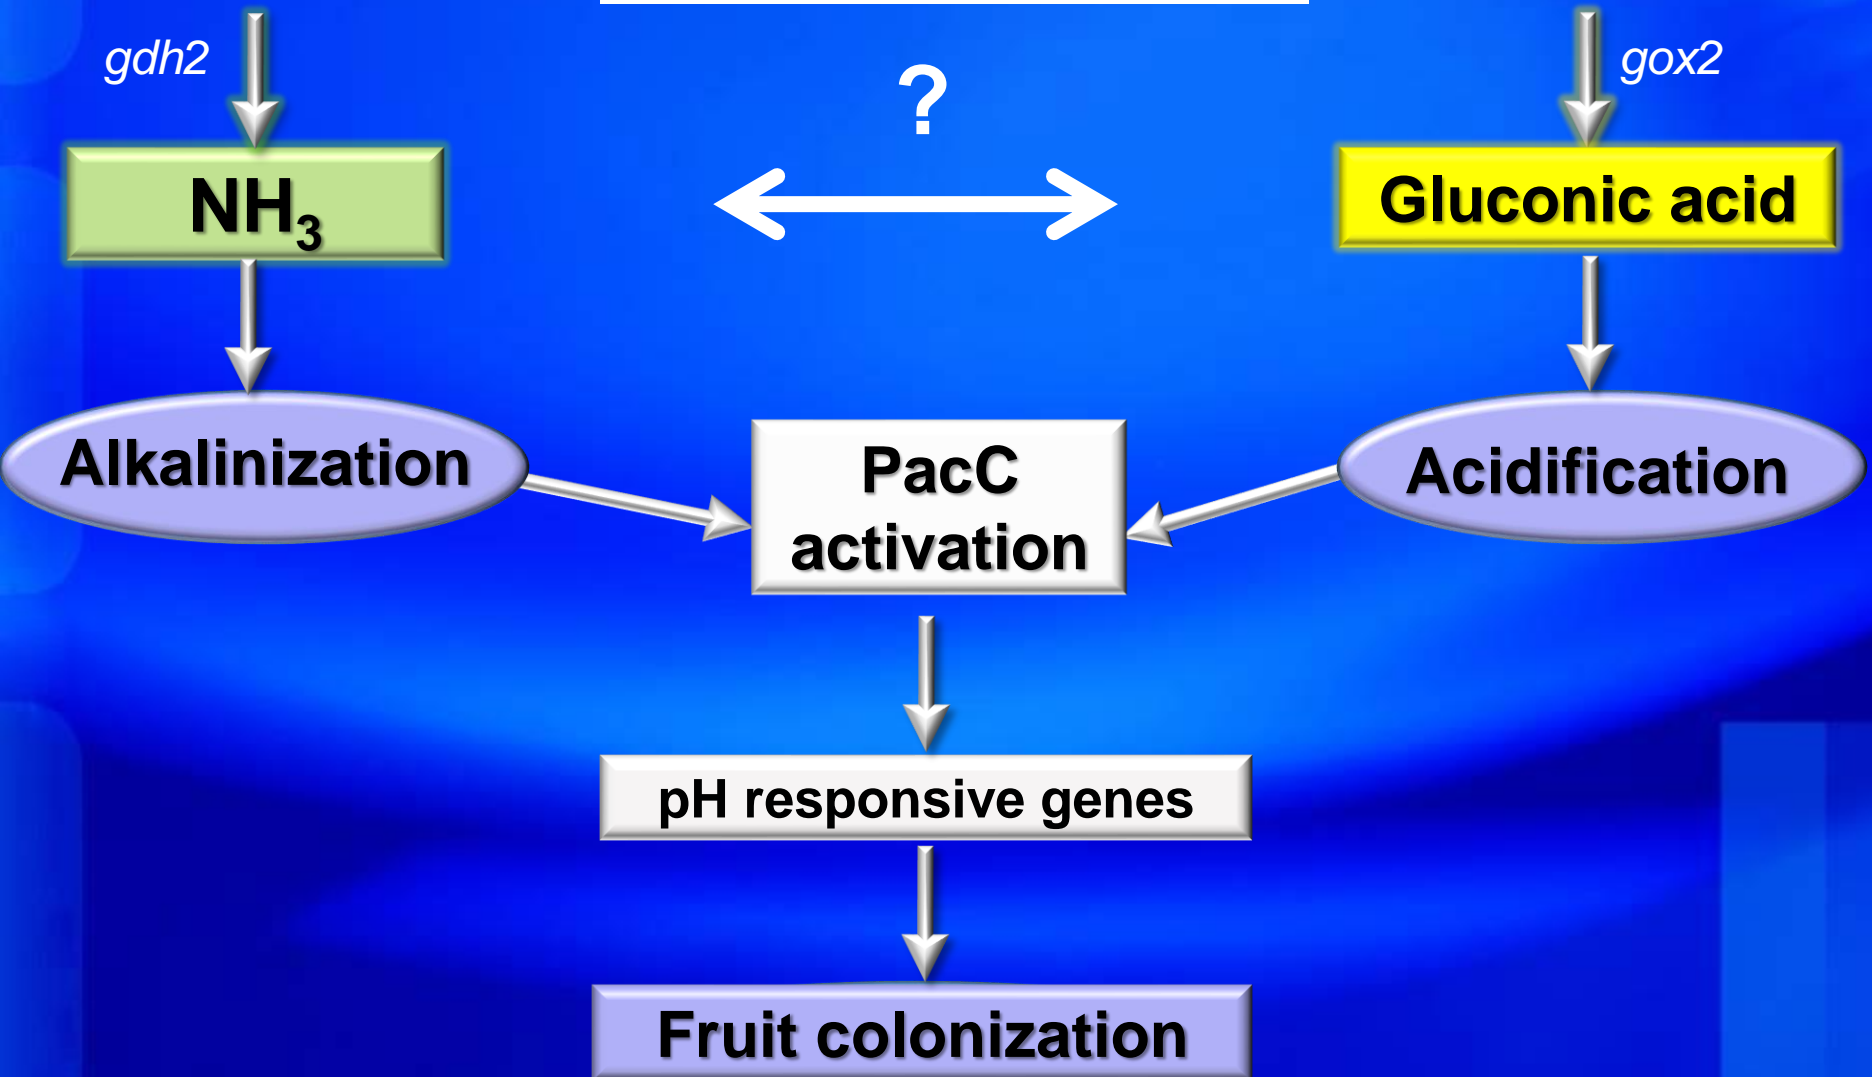 gdh2
gox2
?
NH₃
Gluconic acid
Alkalinization
PacC
activation
Acidification
pH responsive genes
Fruit colonization